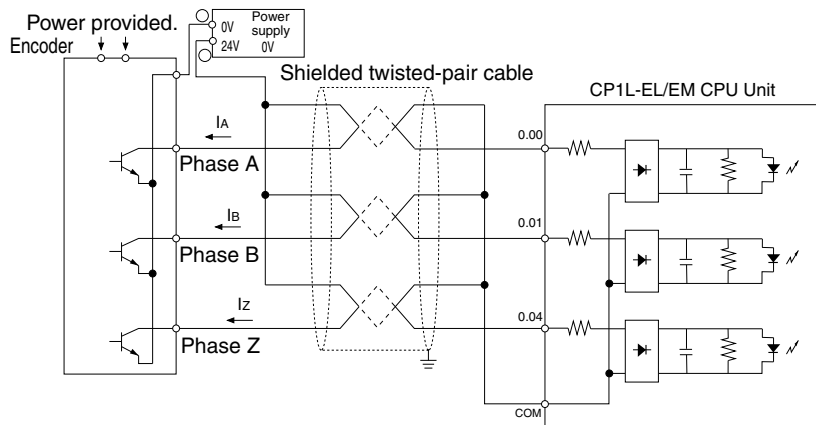 Power provided.
Encoder
Power
supply
0V
24V 0V
Shielded twisted-pair cable
CP1L-EL/EM CPU Unit
IA
Phase A
0.00
IB
Phase B
0.01
IZ
Phase Z
0.04
COM